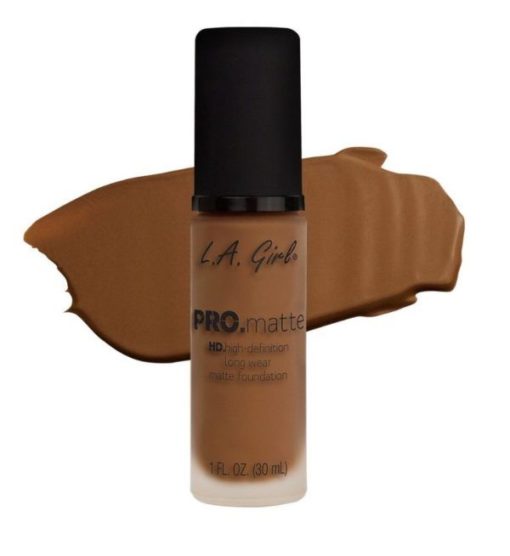 L.A. Girl®
PRO.matte
HD.high-definition
long wear
matte foundation
1 FL. OZ. (30 mL)